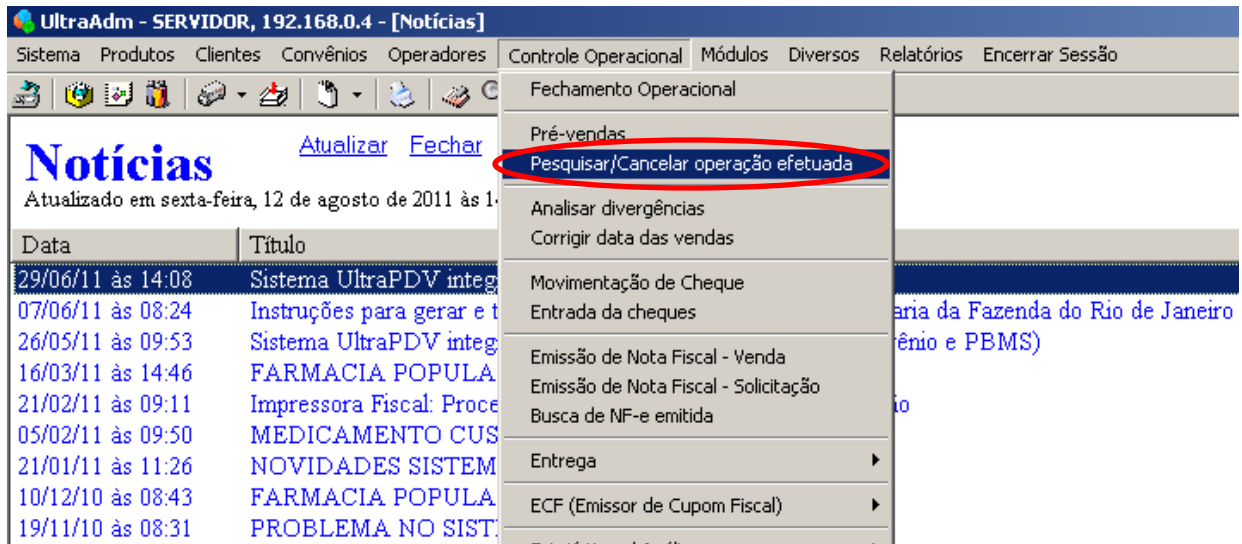 UltraAdm - SERVIDOR, 192.168.0.4 - [Notícias]
Sistema Produtos Clientes Convênios Operadores Controle Operacional Módulos Diversos Relatórios Encerrar Sessão
Fechamento Operacional
Pré-vendas
Pesquisar/Cancelar operação efetuada
Analisar divergências
Corrigir data das vendas
Movimentação de Cheque
Entrada da cheques
Emissão de Nota Fiscal - Venda
Emissão de Nota Fiscal - Solicitação
Busca de NF-e emitida
Entrega
ECF (Emissor de Cupom Fiscal)
Notícias Atualizar Fechar
Atualizado em sexta-feira, 12 de agosto de 2011 às 1
Data Título
29/06/11 às 14:08 Sistema UltraPDV integ
07/06/11 às 08:24 Instruções para gerar e t aria da Fazenda do Rio de Janeiro
26/05/11 às 09:53 Sistema UltraPDV integ ênio e PBMS)
16/03/11 às 14:46 FARMACIA POPULA
21/02/11 às 09:11 Impressora Fiscal: Proce io
05/02/11 às 09:50 MEDICAMENTO CUS
21/01/11 às 11:26 NOVIDADES SISTEM
10/12/10 às 08:43 FARMACIA POPULA
19/11/10 às 08:31 PROBLEMA NO SIST